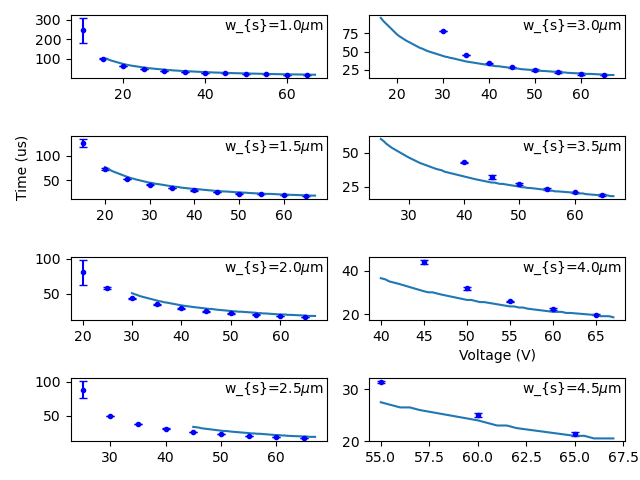 w_{s}=1.0μm
300
200
100
20 40 60
w_{s}=3.0μm
75
50
25
20 30 40 50 60
w_{s}=1.5μm
100
50
20 30 40 50 60
w_{s}=3.5μm
50
25
30 40 50 60
Time (us)
w_{s}=2.0μm
100
50
20 30 40 50 60
w_{s}=4.0μm
40
20
40 45 50 55 60 65
Voltage (V)
w_{s}=2.5μm
100
50
30 40 50 60
w_{s}=4.5μm
30
20
55.0 57.5 60.0 62.5 65.0 67.5